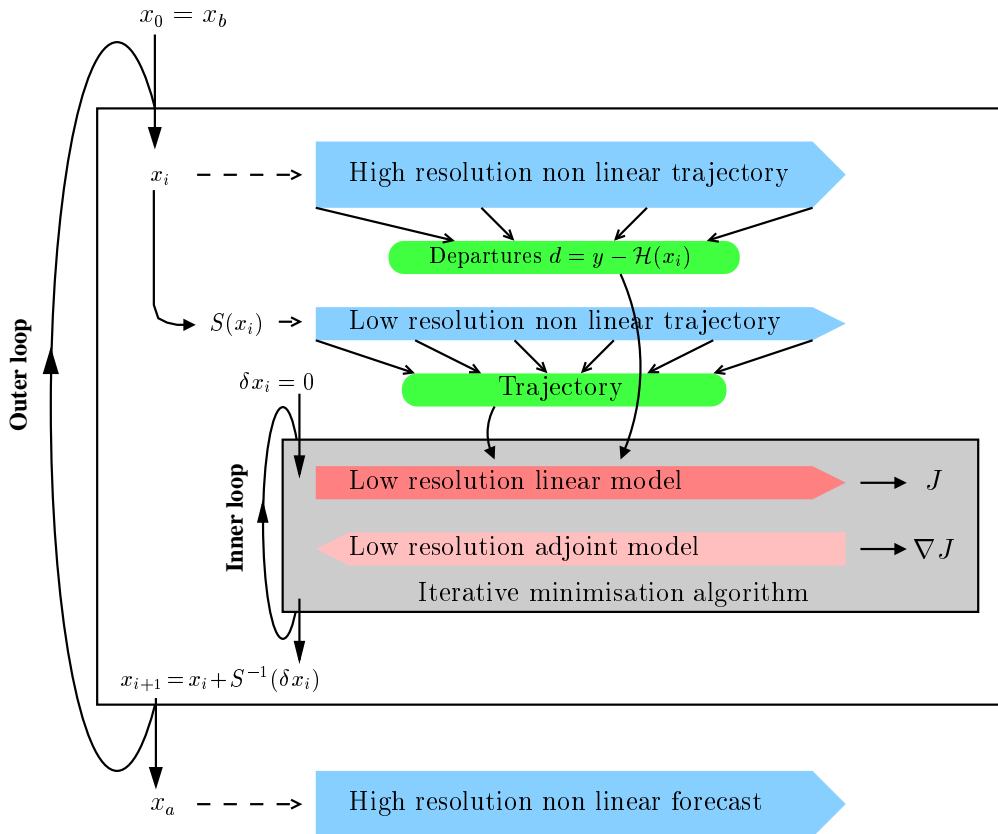 x_0 = x_b
x_i
High resolution non linear trajectory
Departures d = y − ℋ(x_i)
S(x_i)
Low resolution non linear trajectory
Outer loop
δx_i = 0
Trajectory
Inner loop
Low resolution linear model
J
Low resolution adjoint model
∇J
Iterative minimisation algorithm
x_{i+1} = x_i + S^{−1}(δx_i)
x_a
High resolution non linear forecast